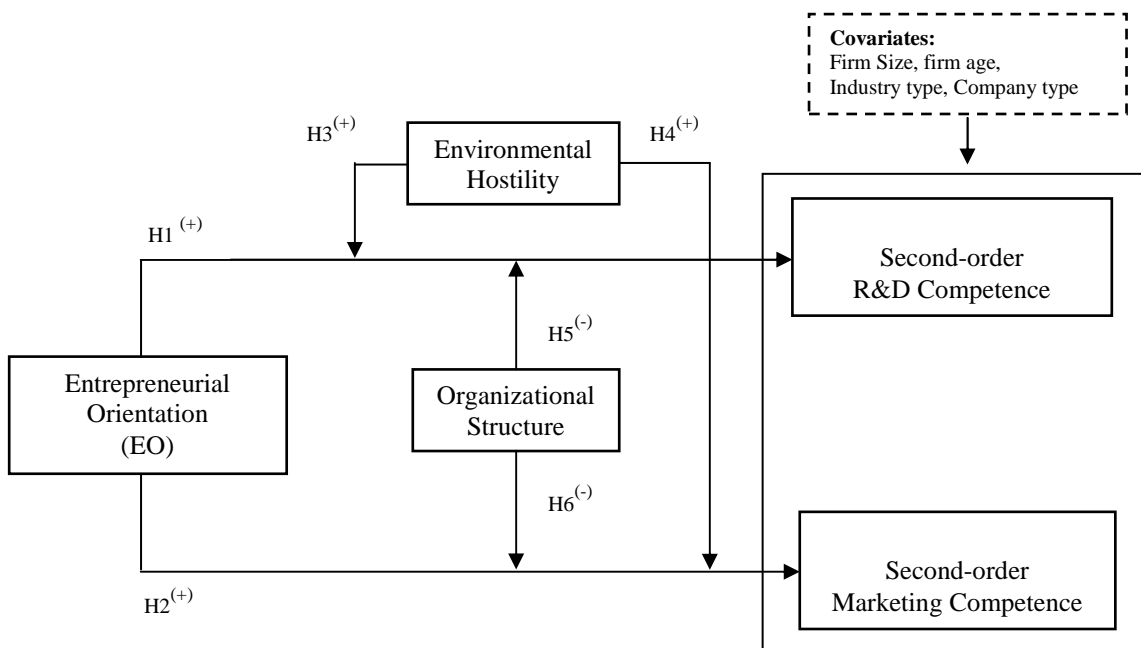 Covariates:
Firm Size, firm age,
Industry type, Company type
H3(+)
Environmental
Hostility
H4(+)
H1 (+)
Second-order
R&D Competence
H5(-)
Entrepreneurial
Orientation
(EO)
Organizational
Structure
H6(-)
Second-order
Marketing Competence
H2(+)